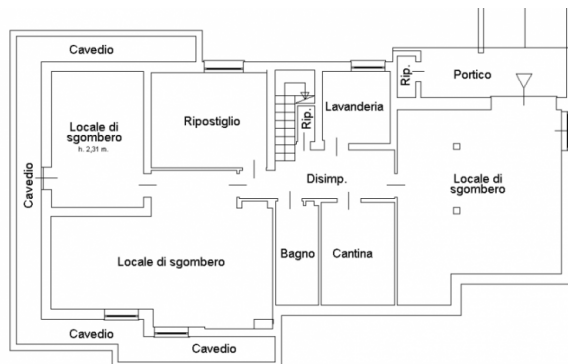 Cavedio
Rip.
Portico
Locale di
sgombero
h. 2,31 m.
Ripostiglio
Rip.
Lavanderia
Cavedio
Disimp.
Locale di
sgombero
Locale di sgombero
Bagno
Cantina
Cavedio
Cavedio